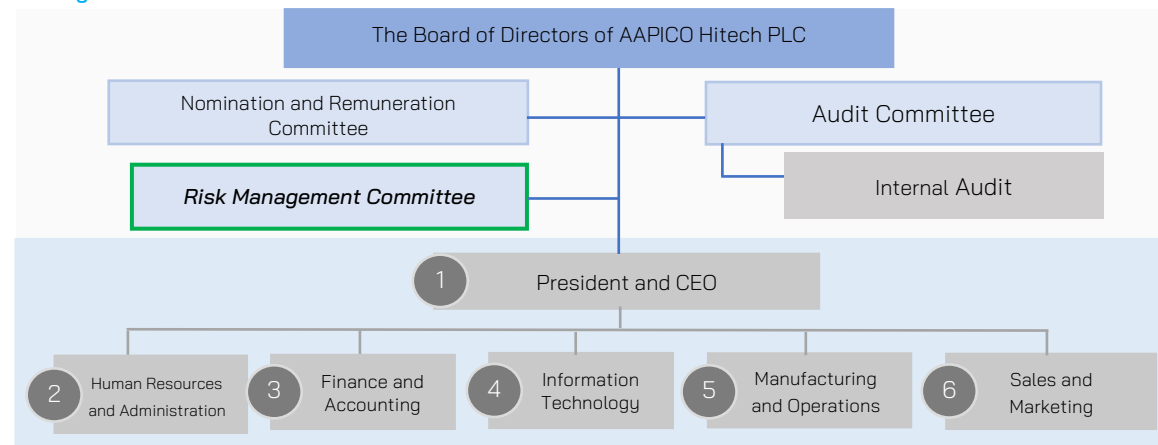 The Board of Directors of AAPICO Hitech PLC
Nomination and Remuneration
Committee
Audit Committee
Risk Management Committee
Internal Audit
1
President and CEO
2
Human Resources
and Administration
3
Finance and
Accounting
4
Information
Technology
5
Manufacturing
and Operations
6
Sales and
Marketing